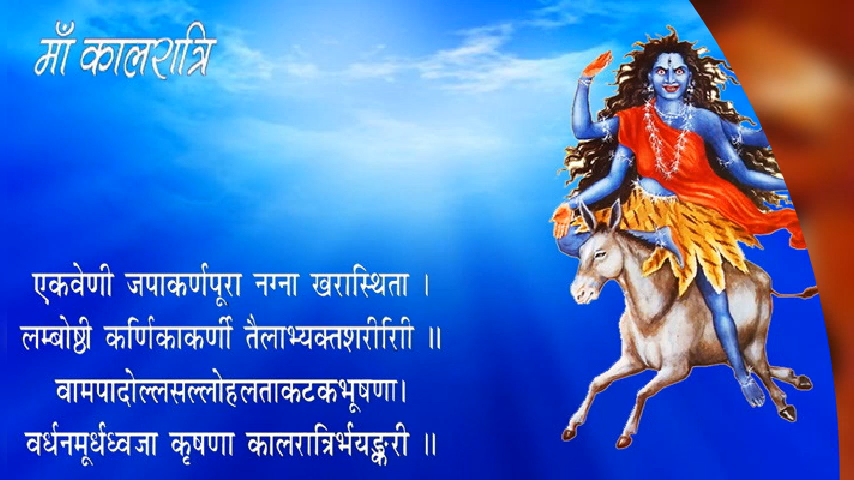 माँ कालरात्रि
एकवेणी जपाकर्णपूरा नग्ना खरास्थिता ।
लम्बोष्ठी कर्णिकाकर्णी तैलाभ्यक्तशरीरिणी ॥
वामपादोल्लसल्लोहलताकटकभूषणा।
वर्धनमूर्धध्वजा कृषणा कालरात्रिर्भयङ्करी ॥